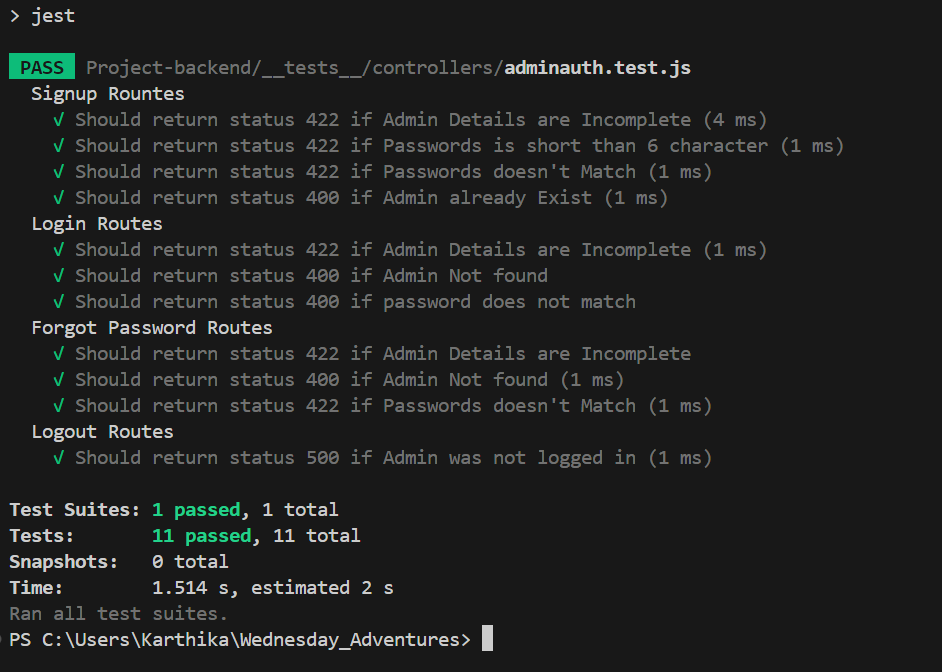 > jest
PASS Project-backend/__tests__/controllers/adminauth.test.js
Signup Rountes
√ Should return status 422 if Admin Details are Incomplete (4 ms)
√ Should return status 422 if Passwords is short than 6 character (1 ms)
√ Should return status 422 if Passwords doesn't Match (1 ms)
√ Should return status 400 if Admin already Exist (1 ms)
Login Routes
√ Should return status 422 if Admin Details are Incomplete (1 ms)
√ Should return status 400 if Admin Not found
√ Should return status 400 if password does not match
Forgot Password Routes
√ Should return status 422 if Admin Details are Incomplete
√ Should return status 400 if Admin Not found (1 ms)
√ Should return status 422 if Passwords doesn't Match (1 ms)
Logout Routes
√ Should return status 500 if Admin was not logged in (1 ms)
Test Suites: 1 passed, 1 total
Tests: 11 passed, 11 total
Snapshots: 0 total
Time: 1.514 s, estimated 2 s
Ran all test suites.
PS C:\Users\Karthika\Wednesday_Adventures>